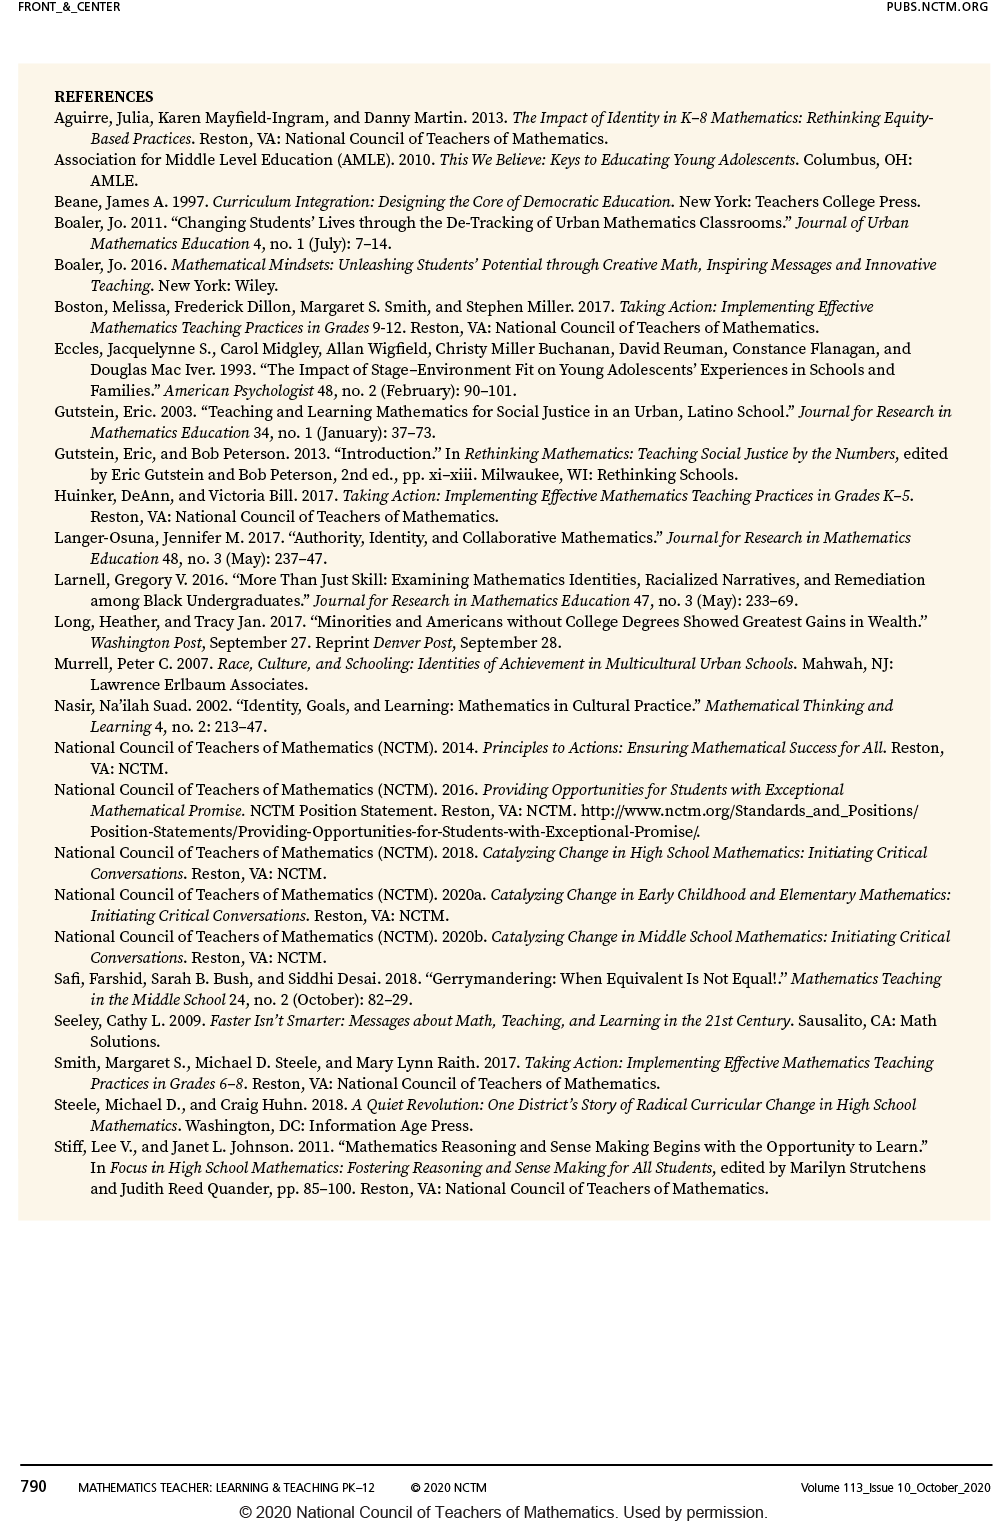 FRONT_&_CENTER
PUBS.NCTM.ORG
REFERENCES
Aguirre, Julia, Karen Mayfield-Ingram, and Danny Martin. 2013. The Impact of Identity in K–8 Mathematics: Rethinking Equity-
Based Practices. Reston, VA: National Council of Teachers of Mathematics.
Association for Middle Level Education (AMLE). 2010. This We Believe: Keys to Educating Young Adolescents. Columbus, OH:
AMLE.
Beane, James A. 1997. Curriculum Integration: Designing the Core of Democratic Education. New York: Teachers College Press.
Boaler, Jo. 2011. “Changing Students’ Lives through the De-Tracking of Urban Mathematics Classrooms.” Journal of Urban
Mathematics Education 4, no. 1 (July): 7–14.
Boaler, Jo. 2016. Mathematical Mindsets: Unleashing Students’ Potential through Creative Math, Inspiring Messages and Innovative
Teaching. New York: Wiley.
Boston, Melissa, Frederick Dillon, Margaret S. Smith, and Stephen Miller. 2017. Taking Action: Implementing Effective
Mathematics Teaching Practices in Grades 9-12. Reston, VA: National Council of Teachers of Mathematics.
Eccles, Jacquelynne S., Carol Midgley, Allan Wigfield, Christy Miller Buchanan, David Reuman, Constance Flanagan, and
Douglas Mac Iver. 1993. “The Impact of Stage–Environment Fit on Young Adolescents’ Experiences in Schools and
Families.” American Psychologist 48, no. 2 (February): 90–101.
Gutstein, Eric. 2003. “Teaching and Learning Mathematics for Social Justice in an Urban, Latino School.” Journal for Research in
Mathematics Education 34, no. 1 (January): 37–73.
Gutstein, Eric, and Bob Peterson. 2013. “Introduction.” In Rethinking Mathematics: Teaching Social Justice by the Numbers, edited
by Eric Gutstein and Bob Peterson, 2nd ed., pp. xi–xiii. Milwaukee, WI: Rethinking Schools.
Huinker, DeAnn, and Victoria Bill. 2017. Taking Action: Implementing Effective Mathematics Teaching Practices in Grades K–5.
Reston, VA: National Council of Teachers of Mathematics.
Langer-Osuna, Jennifer M. 2017. “Authority, Identity, and Collaborative Mathematics.” Journal for Research in Mathematics
Education 48, no. 3 (May): 237–47.
Larnell, Gregory V. 2016. “More Than Just Skill: Examining Mathematics Identities, Racialized Narratives, and Remediation
among Black Undergraduates.” Journal for Research in Mathematics Education 47, no. 3 (May): 233–69.
Long, Heather, and Tracy Jan. 2017. “Minorities and Americans without College Degrees Showed Greatest Gains in Wealth.”
Washington Post, September 27. Reprint Denver Post, September 28.
Murrell, Peter C. 2007. Race, Culture, and Schooling: Identities of Achievement in Multicultural Urban Schools. Mahwah, NJ:
Lawrence Erlbaum Associates.
Nasir, Na’ilah Suad. 2002. “Identity, Goals, and Learning: Mathematics in Cultural Practice.” Mathematical Thinking and
Learning 4, no. 2: 213–47.
National Council of Teachers of Mathematics (NCTM). 2014. Principles to Actions: Ensuring Mathematical Success for All. Reston,
VA: NCTM.
National Council of Teachers of Mathematics (NCTM). 2016. Providing Opportunities for Students with Exceptional
Mathematical Promise. NCTM Position Statement. Reston, VA: NCTM. http://www.nctm.org/Standards_and_Positions/
Position-Statements/Providing-Opportunities-for-Students-with-Exceptional-Promise/.
National Council of Teachers of Mathematics (NCTM). 2018. Catalyzing Change in High School Mathematics: Initiating Critical
Conversations. Reston, VA: NCTM.
National Council of Teachers of Mathematics (NCTM). 2020a. Catalyzing Change in Early Childhood and Elementary Mathematics:
Initiating Critical Conversations. Reston, VA: NCTM.
National Council of Teachers of Mathematics (NCTM). 2020b. Catalyzing Change in Middle School Mathematics: Initiating Critical
Conversations. Reston, VA: NCTM.
Safi, Farshid, Sarah B. Bush, and Siddhi Desai. 2018. “Gerrymandering: When Equivalent Is Not Equal!.” Mathematics Teaching
in the Middle School 24, no. 2 (October): 82–29.
Seeley, Cathy L. 2009. Faster Isn’t Smarter: Messages about Math, Teaching, and Learning in the 21st Century. Sausalito, CA: Math
Solutions.
Smith, Margaret S., Michael D. Steele, and Mary Lynn Raith. 2017. Taking Action: Implementing Effective Mathematics Teaching
Practices in Grades 6–8. Reston, VA: National Council of Teachers of Mathematics.
Steele, Michael D., and Craig Huhn. 2018. A Quiet Revolution: One District’s Story of Radical Curricular Change in High School
Mathematics. Washington, DC: Information Age Press.
Stiff, Lee V., and Janet L. Johnson. 2011. “Mathematics Reasoning and Sense Making Begins with the Opportunity to Learn.”
In Focus in High School Mathematics: Fostering Reasoning and Sense Making for All Students, edited by Marilyn Strutchens
and Judith Reed Quander, pp. 85–100. Reston, VA: National Council of Teachers of Mathematics.
790 MATHEMATICS TEACHER: LEARNING & TEACHING PK–12 © 2020 NCTM Volume 113_Issue 10_October_2020
© 2020 National Council of Teachers of Mathematics. Used by permission.